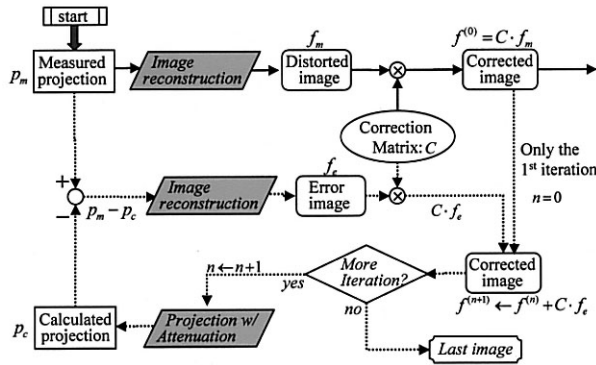 start
p_m
Measured projection
Image reconstruction
f_m
Distorted image
f^(0) = C · f_m
Corrected image
Correction Matrix: C
Only the 1st iteration
n=0
+
−
p_m − p_c
Image reconstruction
f_e
Error image
C · f_e
Corrected image
f^(n+1) ← f^(n) + C · f_e
More Iteration?
yes
no
n ← n+1
Projection w/ Attenuation
p_c
Calculated projection
Last image